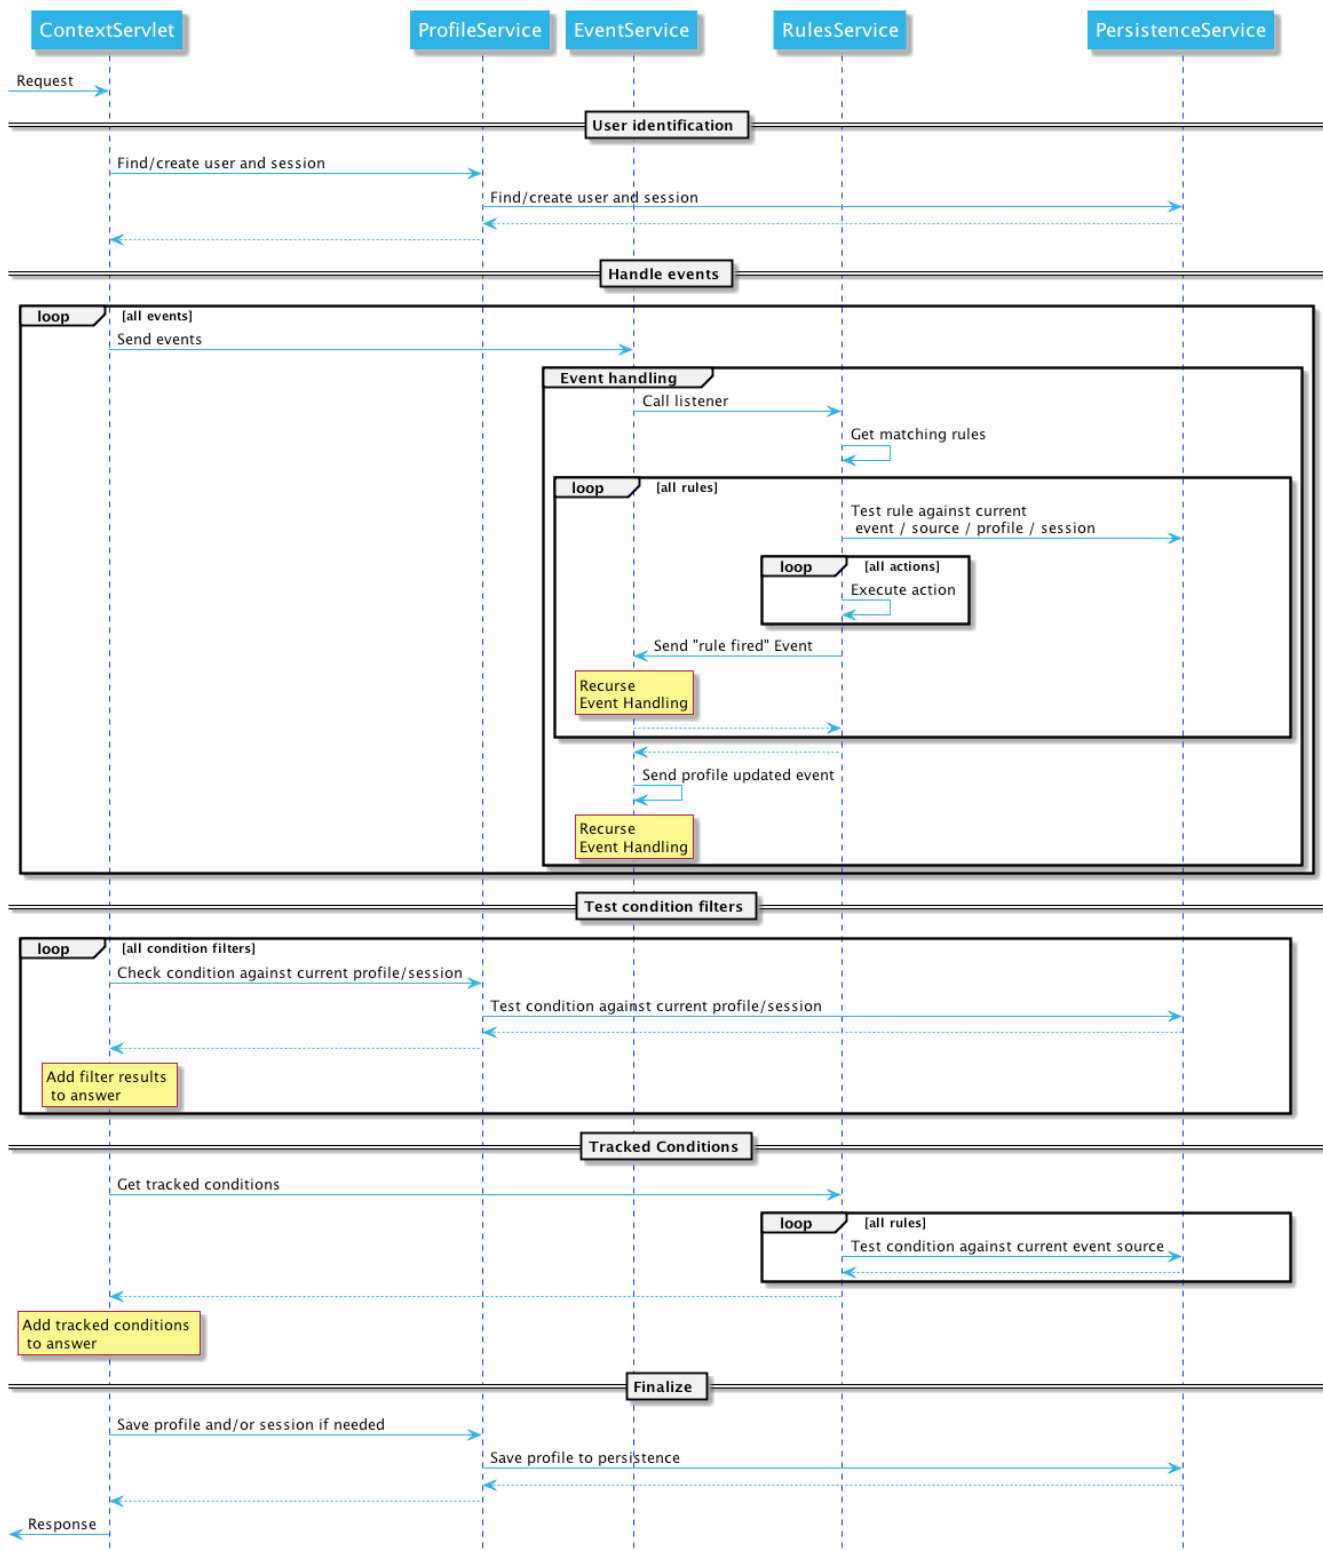 ContextServlet
ProfileService
EventService
RulesService
PersistenceService
Request
User identification
Find/create user and session
Find/create user and session
Handle events
loop
[all events]
Send events
Event handling
Call listener
Get matching rules
loop
[all rules]
Test rule against current
event / source / profile / session
loop
[all actions]
Execute action
Send "rule fired" Event
Recurse
Event Handling
Send profile updated event
Recurse
Event Handling
Test condition filters
loop
[all condition filters]
Check condition against current profile/session
Test condition against current profile/session
Add filter results
to answer
Tracked Conditions
Get tracked conditions
loop
[all rules]
Test condition against current event source
Add tracked conditions
to answer
Finalize
Save profile and/or session if needed
Save profile to persistence
Response